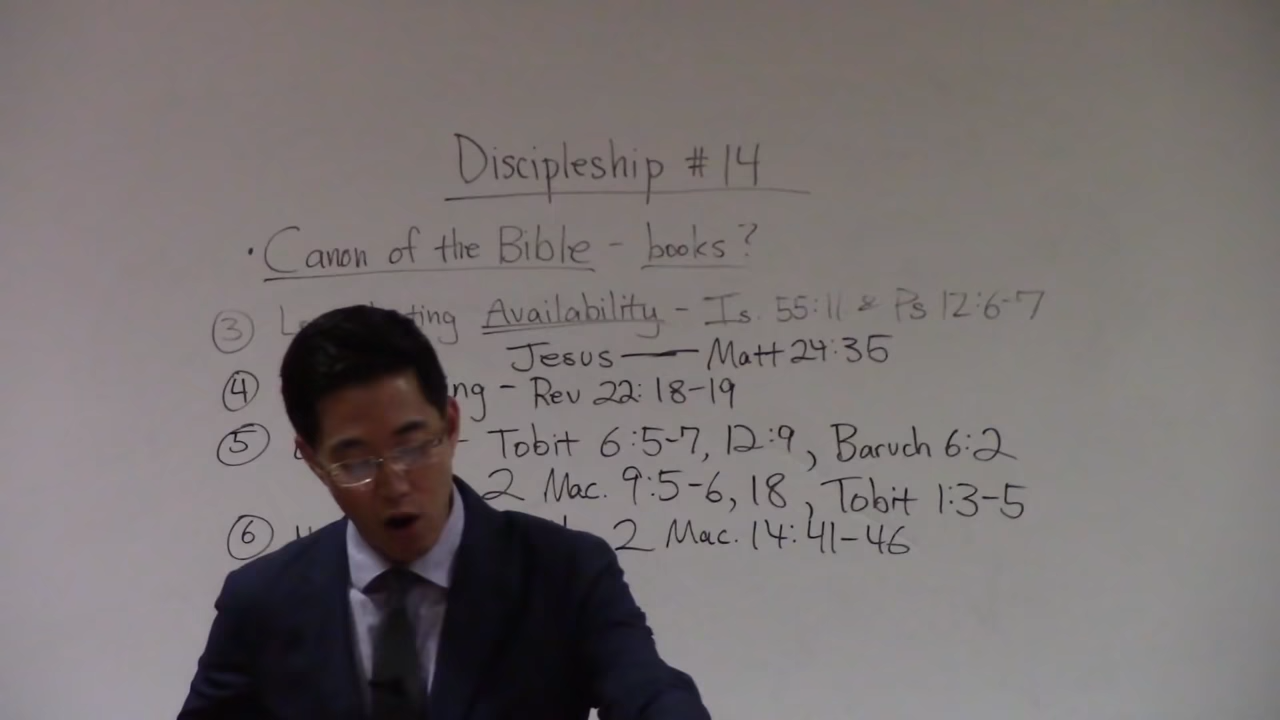 Discipleship #14
· Canon of the Bible - books?
③ ting Availability - Is. 55:11 & Ps 12:6-7
Jesus — Matt 24:35
④ ng - Rev 22:18-19
⑤ - Tobit 6:5-7, 12:9, Baruch 6:2
2 Mac. 9:5-6, 18, Tobit 1:3-5
⑥ 2 Mac. 14:41-46